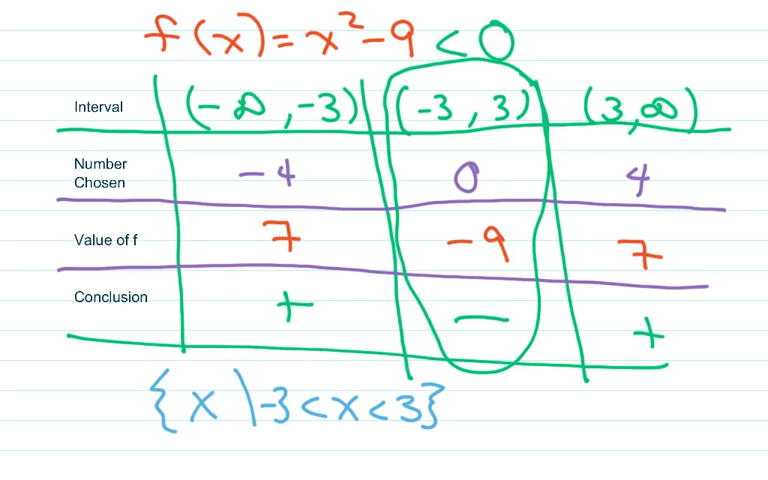 f(x) = x² - 9 < 0
Interval (-∞, -3) (-3, 3) (3, ∞)
Number Chosen -4 0 4
Value of f 7 -9 7
Conclusion + - +
{x \ -3 < x < 3}